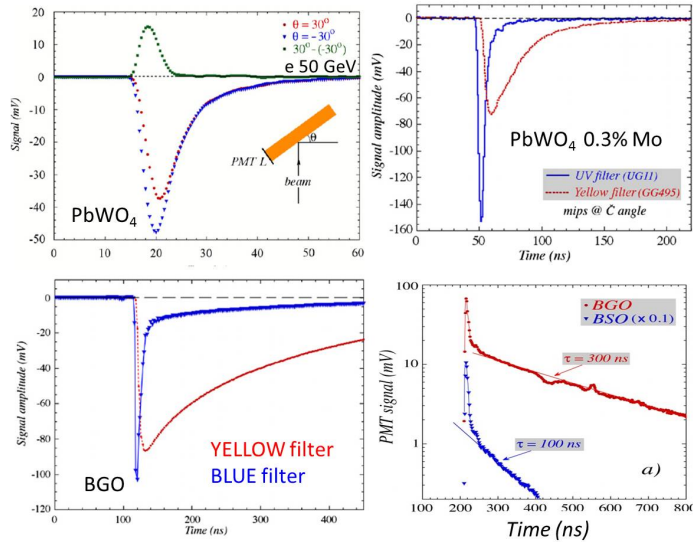 20
10
0
-10
-20
-30
-40
-50
Signal (mV)
θ = 30°
θ = -30°
30°-(-30°)
e 50 GeV
θ
PMT L
beam
PbWO₄
0 10 20 30 40 50 60
0
-20
-40
-60
-80
-100
-120
-140
-160
Signal amplitude (mV)
PbWO₄ 0.3% Mo
UV filter (UG11)
Yellow filter (GG495)
mips @ Č angle
0 50 100 150 200
Time (ns)
0
-20
-40
-60
-80
-100
-120
Signal amplitude (mV)
YELLOW filter
BLUE filter
BGO
0 100 200 300 400
Time (ns)
100
10
1
PMT signal (mV)
BGO
BSO (× 0.1)
τ = 300 ns
τ = 100 ns
a)
100 200 300 400 500 600 700 800
Time (ns)